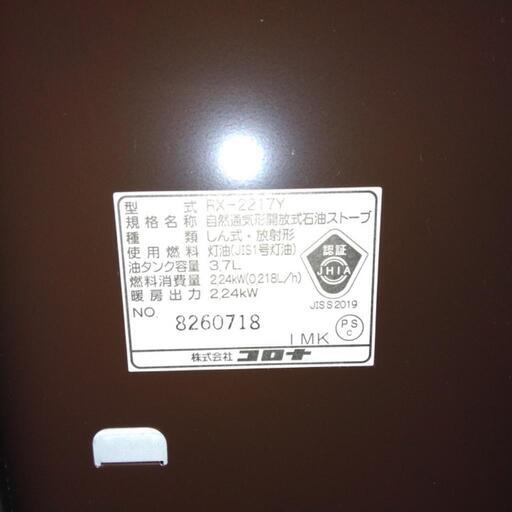 型 式 RX-2217Y
規格名称 自然通気形開放式石油ストーブ
種 類 しん式・放射形
使用燃料 灯油(JIS1号灯油)
油タンク容量 3.7L
燃料消費量 2.24kW(0.218L/h)
暖房出力 2.24kW
認証
JHIA
JIS S 2019
NO. 8260718
1MK
PS
C
株式会社 コロナ